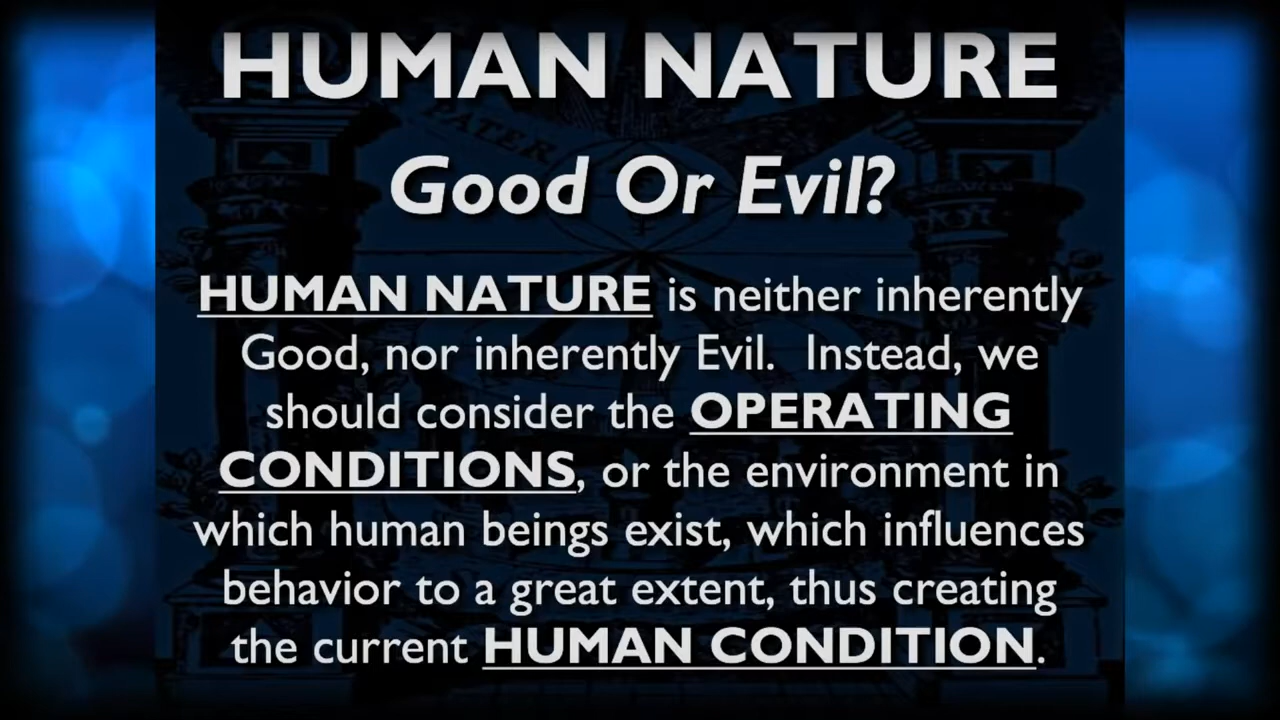 HUMAN NATURE
Good Or Evil?
HUMAN NATURE is neither inherently
Good, nor inherently Evil.  Instead, we
should consider the OPERATING
CONDITIONS, or the environment in
which human beings exist, which influences
behavior to a great extent, thus creating
the current HUMAN CONDITION.